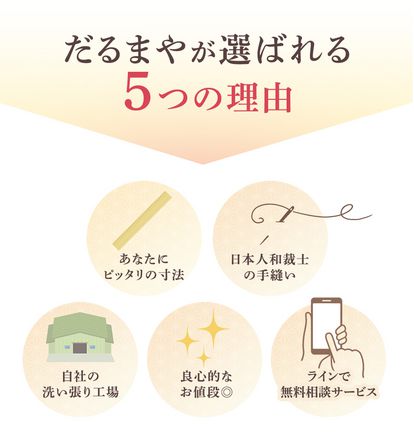 だるまやが選ばれる
5つの理由
あなたに
ピッタリの寸法
日本人和裁士
の手縫い
自社の
洗い張り工場
良心的な
お値段◎
ラインで
無料相談サービス